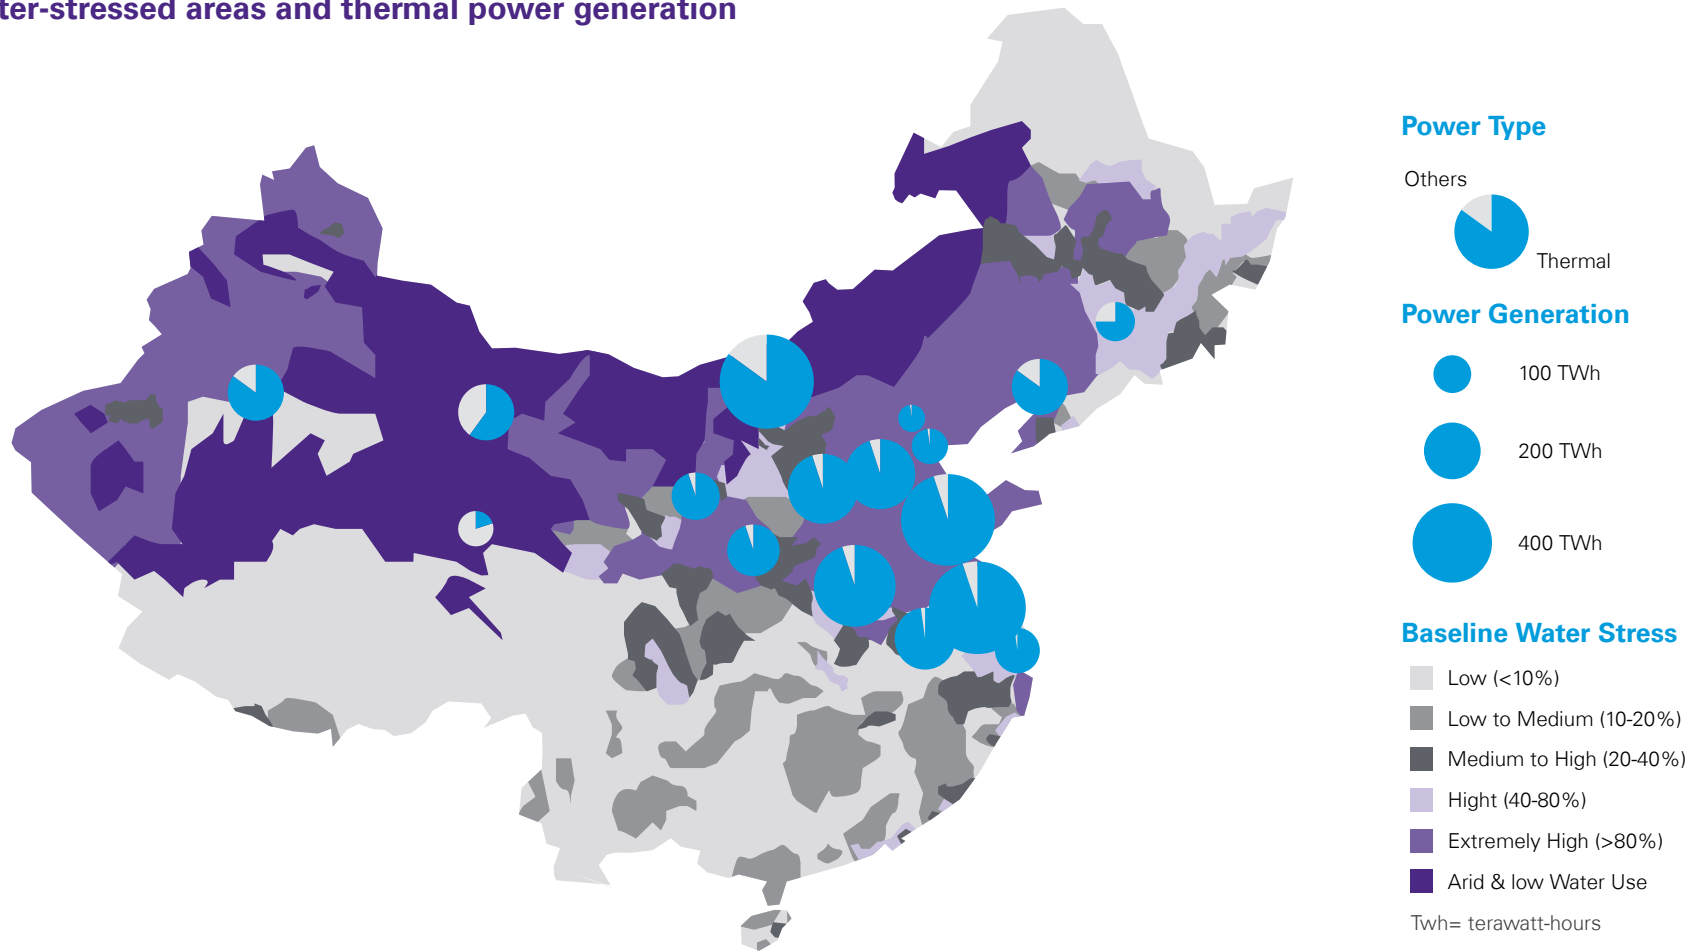 ter-stressed areas and thermal power generation
Power Type
Others
Thermal
Power Generation
100 TWh
200 TWh
400 TWh
Baseline Water Stress
Low (<10%)
Low to Medium (10-20%)
Medium to High (20-40%)
Hight (40-80%)
Extremely High (>80%)
Arid & low Water Use
Twh= terawatt-hours